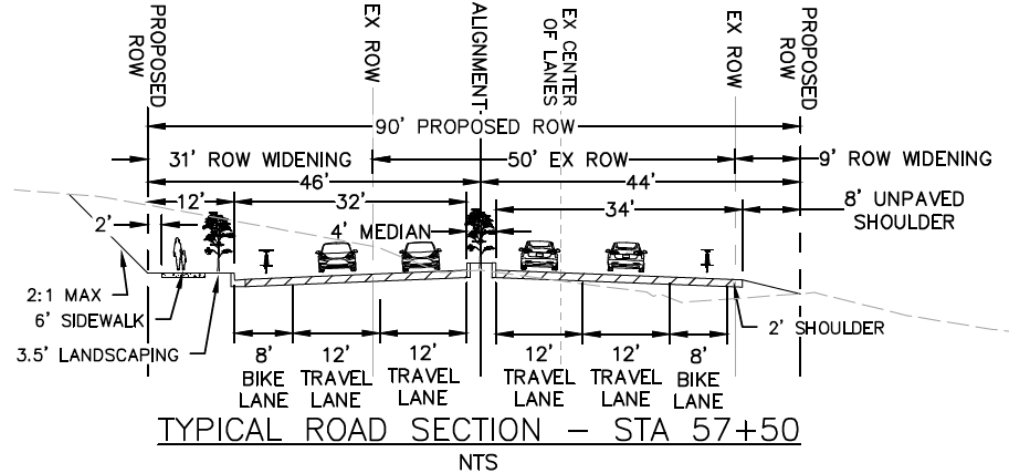 PROPOSED
ROW
EX ROW
ALIGNMENT
EX CENTER
OF LANES
EX ROW
PROPOSED
ROW
90' PROPOSED ROW
31' ROW WIDENING
50' EX ROW
9' ROW WIDENING
46'
44'
12'
32'
34'
8' UNPAVED
SHOULDER
2'
4' MEDIAN
2:1 MAX
6' SIDEWALK
3.5' LANDSCAPING
2' SHOULDER
8'
BIKE
LANE
12'
TRAVEL
LANE
12'
TRAVEL
LANE
12'
TRAVEL
LANE
12'
TRAVEL
LANE
8'
BIKE
LANE
TYPICAL ROAD SECTION - STA 57+50
NTS